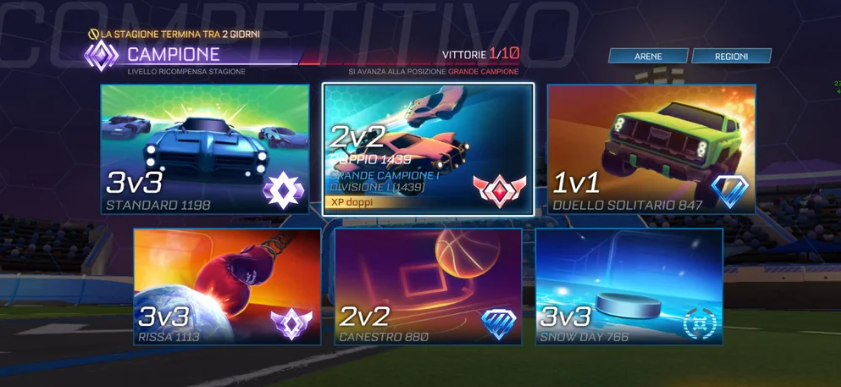 COMPETITIVO
LA STAGIONE TERMINA TRA 2 GIORNI
CAMPIONE
LIVELLO RICOMPENSA STAGIONE
VITTORIE 1/10
SI AVANZA ALLA POSIZIONE GRANDE CAMPIONE
ARENE
REGIONI
3v3
STANDARD 1198
2v2
DOPPIO 1439
GRANDE CAMPIONE I
DIVISIONE I (1439)
XP doppi
1v1
DUELLO SOLITARIO 847
3v3
RISSA 1113
2v2
CANESTRO 880
3v3
SNOW DAY 766